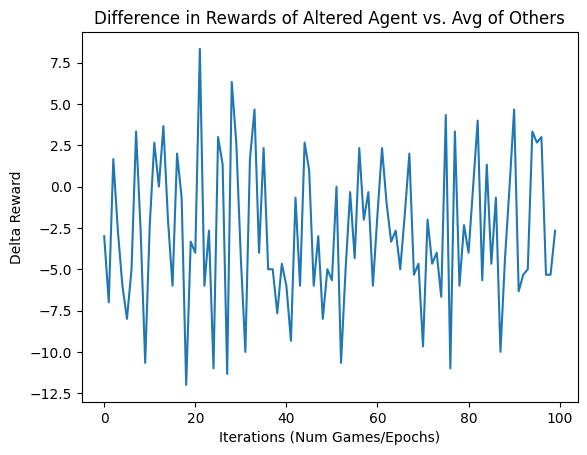 Difference in Rewards of Altered Agent vs. Avg of Others
Delta Reward
7.5
5.0
2.5
0.0
−2.5
−5.0
−7.5
−10.0
−12.5
0 20 40 60 80 100
Iterations (Num Games/Epochs)